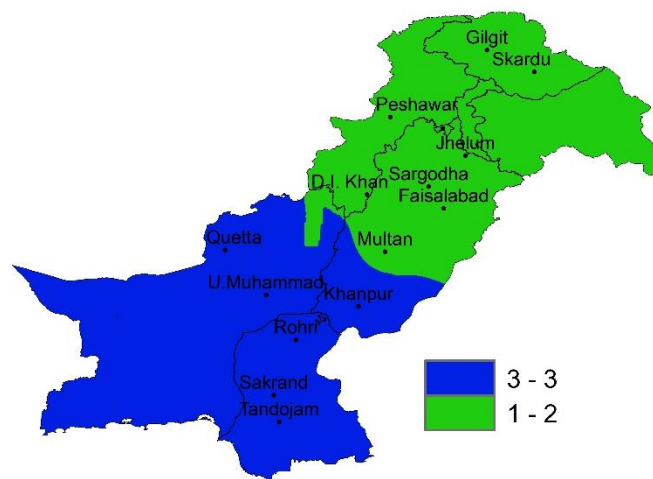 Gilgit
Skardu
Peshawar
Jhelum
D.I. Khan
Sargodha
Faisalabad
Quetta
Multan
U.Muhammad
Khanpur
Rohri
Sakrand
Tandojam
3 - 3
1 - 2